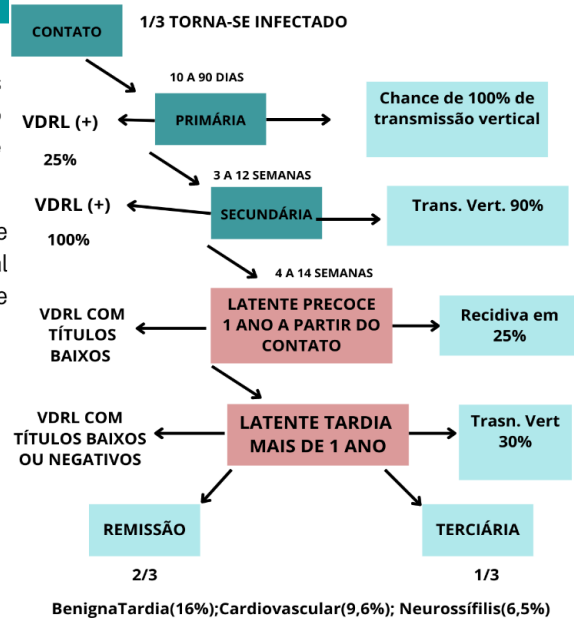 CONTATO
1/3 TORNA-SE INFECTADO
10 A 90 DIAS
VDRL (+)
25%
PRIMÁRIA
Chance de 100% de
transmissão vertical
3 A 12 SEMANAS
VDRL (+)
100%
SECUNDÁRIA
Trans. Vert. 90%
4 A 14 SEMANAS
VDRL COM
TÍTULOS
BAIXOS
LATENTE PRECOCE
1 ANO A PARTIR DO
CONTATO
Recidiva em
25%
VDRL COM
TÍTULOS BAIXOS
OU NEGATIVOS
LATENTE TARDIA
MAIS DE 1 ANO
Trasn. Vert
30%
REMISSÃO
TERCIÁRIA
2/3
1/3
BenignaTardia(16%);Cardiovascular(9,6%); Neurossífilis(6,5%)